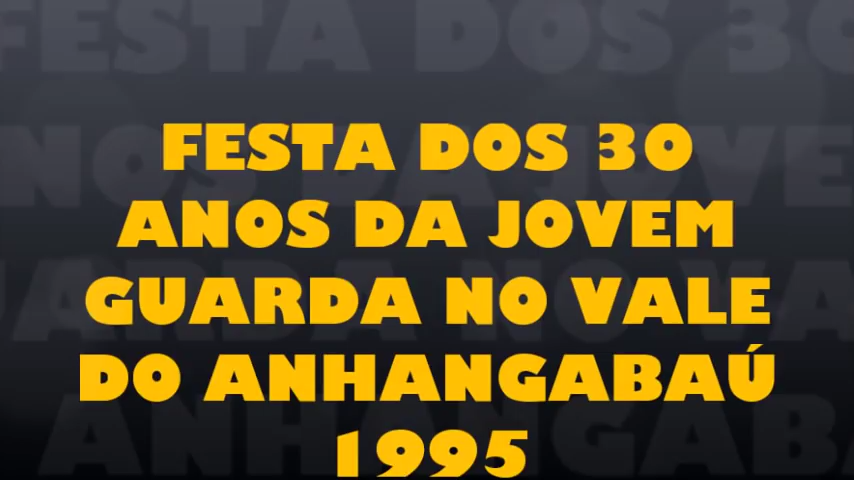 FESTA DOS 30
ANOS DA JOVEM
GUARDA NO VALE
DO ANHANGABAÚ
1995